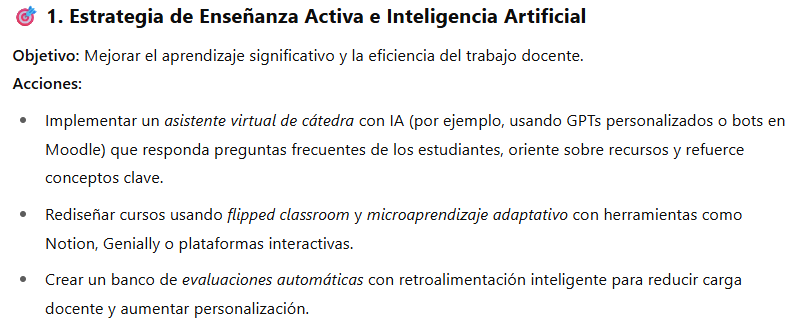 🎯 1. Estrategia de Enseñanza Activa e Inteligencia Artificial
Objetivo: Mejorar el aprendizaje significativo y la eficiencia del trabajo docente.
Acciones:
• Implementar un asistente virtual de cátedra con IA (por ejemplo, usando GPTs personalizados o bots en
Moodle) que responda preguntas frecuentes de los estudiantes, oriente sobre recursos y refuerce
conceptos clave.
• Rediseñar cursos usando flipped classroom y microaprendizaje adaptativo con herramientas como
Notion, Genially o plataformas interactivas.
• Crear un banco de evaluaciones automáticas con retroalimentación inteligente para reducir carga
docente y aumentar personalización.